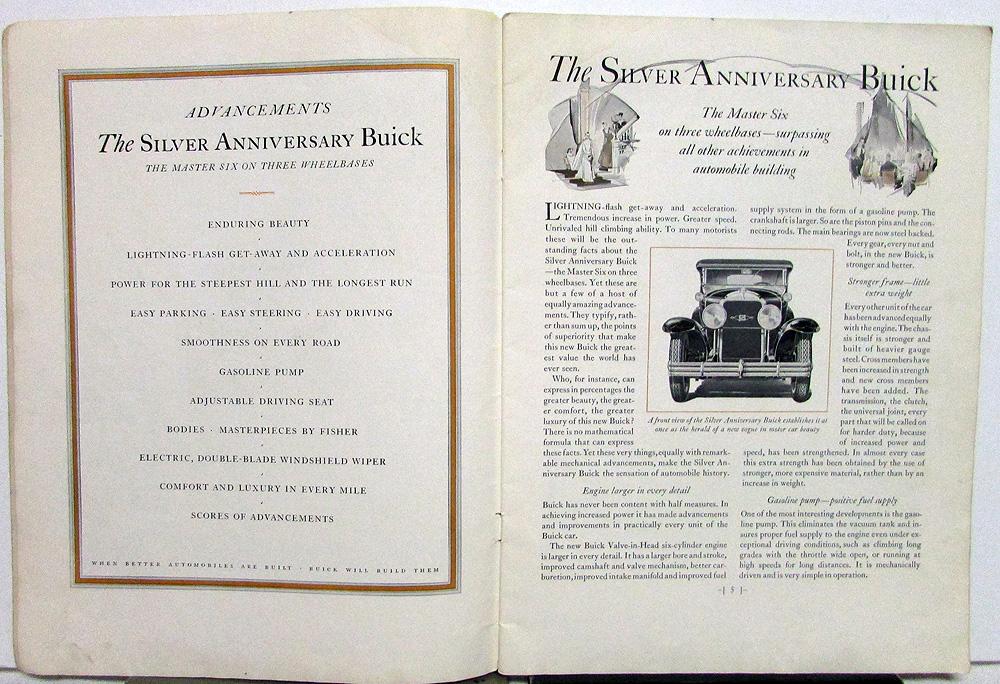 ADVANCEMENTS
The SILVER ANNIVERSARY Buick
THE MASTER SIX ON THREE WHEELBASES
ENDURING BEAUTY
LIGHTNING-FLASH GET-AWAY AND ACCELERATION
POWER FOR THE STEEPEST HILL AND THE LONGEST RUN
EASY PARKING · EASY STEERING · EASY DRIVING
SMOOTHNESS ON EVERY ROAD
GASOLINE PUMP
ADJUSTABLE DRIVING SEAT
BODIES · MASTERPIECES BY FISHER
ELECTRIC, DOUBLE-BLADE WINDSHIELD WIPER
COMFORT AND LUXURY IN EVERY MILE
SCORES OF ADVANCEMENTS
WHEN BETTER AUTOMOBILES ARE BUILT · BUICK WILL BUILD THEM
The SILVER ANNIVERSARY Buick
The Master Six
on three wheelbases—surpassing
all other achievements in
automobile building
LIGHTNING-flash get-away and acceleration.
Tremendous increase in power. Greater speed.
Unrivaled hill climbing ability. To many motorists
these will be the out-
standing facts about the
Silver Anniversary Buick
—the Master Six on three
wheelbases. Yet these are
but a few of a host of
equally amazing advance-
ments. They typify, rath-
er than sum up, the points
of superiority that make
this new Buick the great-
est value the world has
ever seen.
Who, for instance, can
express in percentages the
greater beauty, the great-
er comfort, the greater
luxury of this new Buick?
There is no mathematical
formula that can express
these facts. Yet these very things, equally with remark-
able mechanical advancements, make the Silver An-
niversary Buick the sensation of automobile history.
Engine larger in every detail
Buick has never been content with half measures. In
achieving increased power it has made advancements
and improvements in practically every unit of the
Buick car.
The new Buick Valve-in-Head six-cylinder engine
is larger in every detail. It has a larger bore and stroke,
improved camshaft and valve mechanism, better car-
buretion, improved intake manifold and improved fuel
A front view of the Silver Anniversary Buick establishes it at
once as the herald of a new vogue in motor car beauty
supply system in the form of a gasoline pump. The
crankshaft is larger. So are the piston pins and the con-
necting rods. The main bearings are now steel backed.
Every gear, every nut and
bolt, in the new Buick, is
stronger and better.
Stronger frame—little
extra weight
Every other unit of the car
has been advanced equally
with the engine. The chas-
sis itself is stronger and
built of heavier gauge
steel. Cross members have
been increased in strength
and new cross members
have been added. The
transmission, the clutch,
the universal joint, every
part that will be called on
for harder duty, because
of increased power and
speed, has been strengthened. In almost every case
this extra strength has been obtained by the use of
stronger, more expensive material, rather than by an
increase in weight.
Gasoline pump—positive fuel supply
One of the most interesting developments is the gaso-
line pump. This eliminates the vacuum tank and in-
sures proper fuel supply to the engine even under ex-
ceptional driving conditions, such as climbing long
grades with the throttle wide open, or running at
high speeds for long distances. It is mechanically
driven and is very simple in operation.
-[ 5 ]-